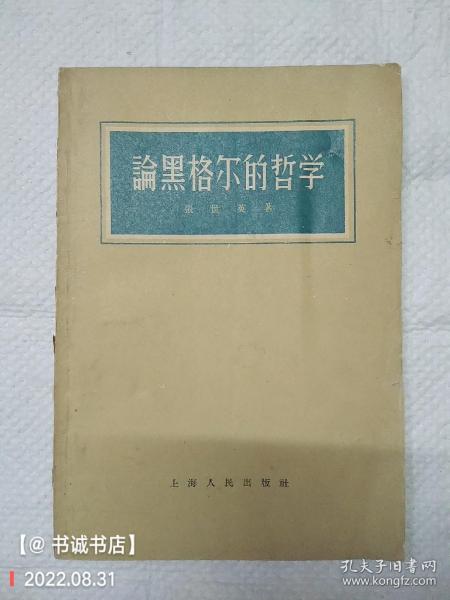 論黑格尔的哲学
張世英著
上海人民出版社
【@ 书诚书店】
2022.08.31
孔夫子旧书网
www.kongfz.com